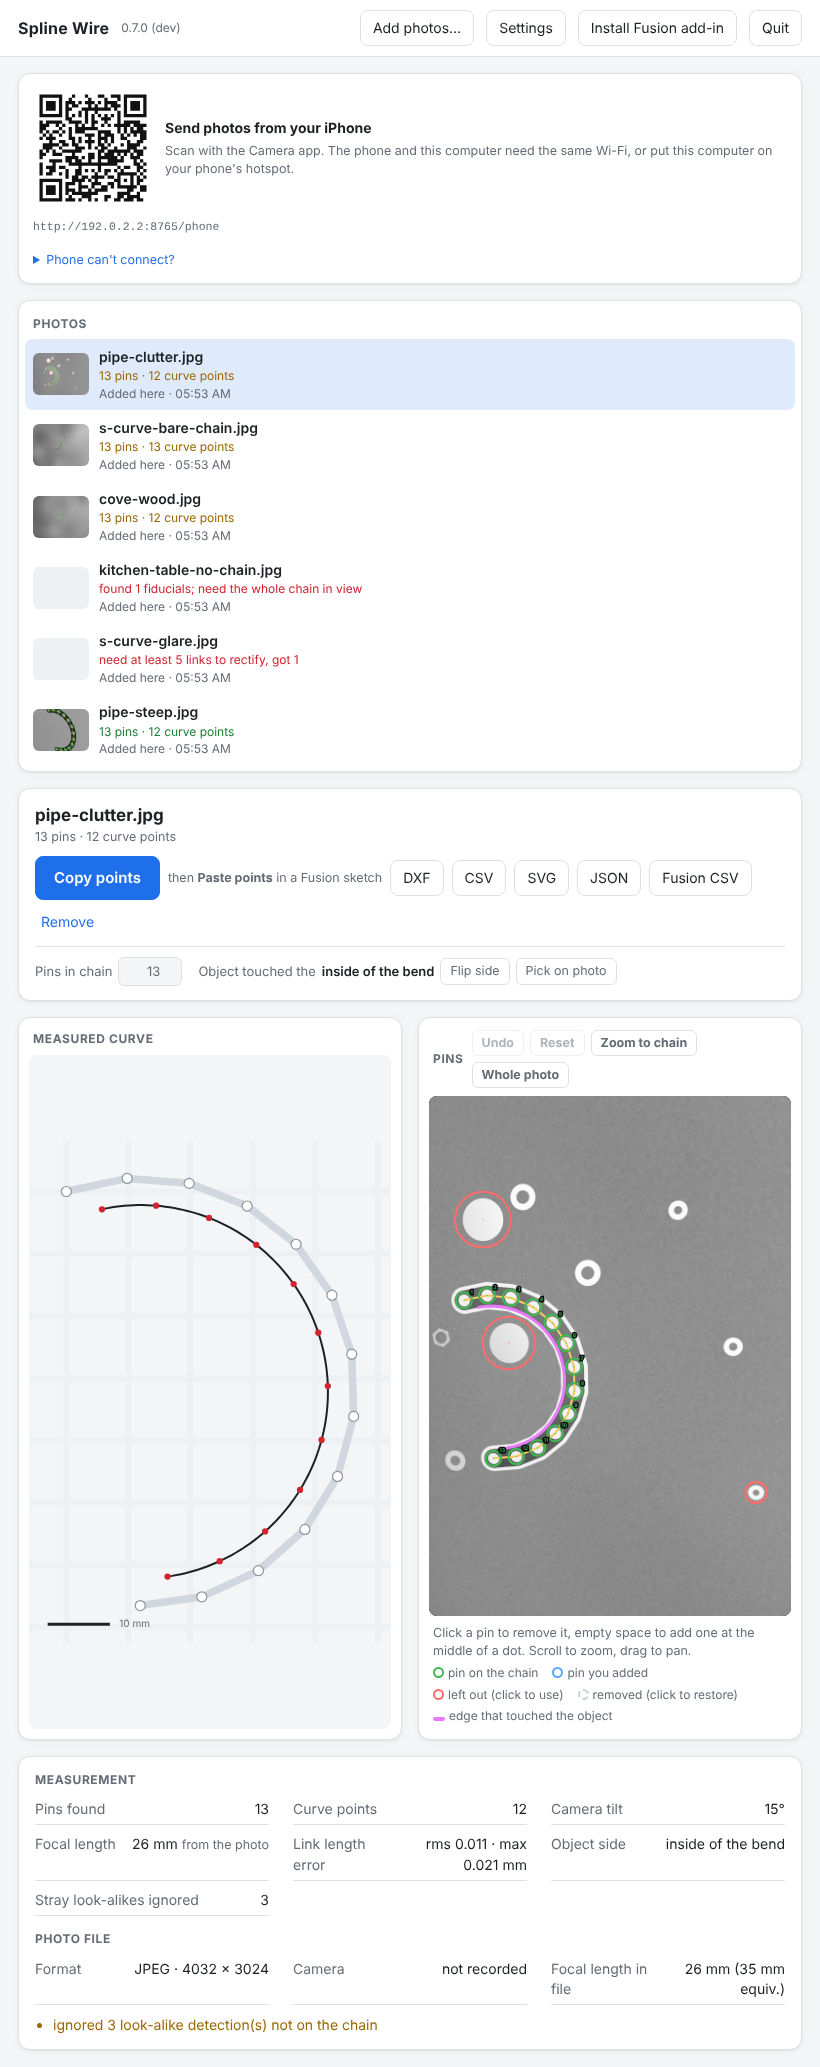 Spline Wire 0.7.0 (dev) Add photos... Settings Install Fusion add-in Quit
Send photos from your iPhone
Scan with the Camera app. The phone and this computer need the same Wi-Fi, or put this computer on
your phone's hotspot.
http://192.0.2.2:8765/phone
Phone can't connect?
PHOTOS
pipe-clutter.jpg
13 pins · 12 curve points
Added here · 05:53 AM
s-curve-bare-chain.jpg
13 pins · 13 curve points
Added here · 05:53 AM
cove-wood.jpg
13 pins · 12 curve points
Added here · 05:53 AM
kitchen-table-no-chain.jpg
found 1 fiducials; need the whole chain in view
Added here · 05:53 AM
s-curve-glare.jpg
need at least 5 links to rectify, got 1
Added here · 05:53 AM
pipe-steep.jpg
13 pins · 12 curve points
Added here · 05:53 AM
pipe-clutter.jpg
13 pins · 12 curve points
Copy points then Paste points in a Fusion sketch DXF CSV SVG JSON Fusion CSV
Remove
Pins in chain 13 Object touched the inside of the bend Flip side Pick on photo
MEASURED CURVE
10 mm
PINS Undo Reset Zoom to chain
Whole photo
Click a pin to remove it, empty space to add one at the
middle of a dot. Scroll to zoom, drag to pan.
pin on the chain pin you added
left out (click to use) removed (click to restore)
edge that touched the object
MEASUREMENT
Pins found 13 Curve points 12 Camera tilt 15°
Focal length 26 mm from the photo Link length error rms 0.011 · max 0.021 mm Object side inside of the bend
Stray look-alikes ignored 3
PHOTO FILE
Format JPEG · 4032 × 3024 Camera not recorded Focal length in file 26 mm (35 mm equiv.)
ignored 3 look-alike detection(s) not on the chain